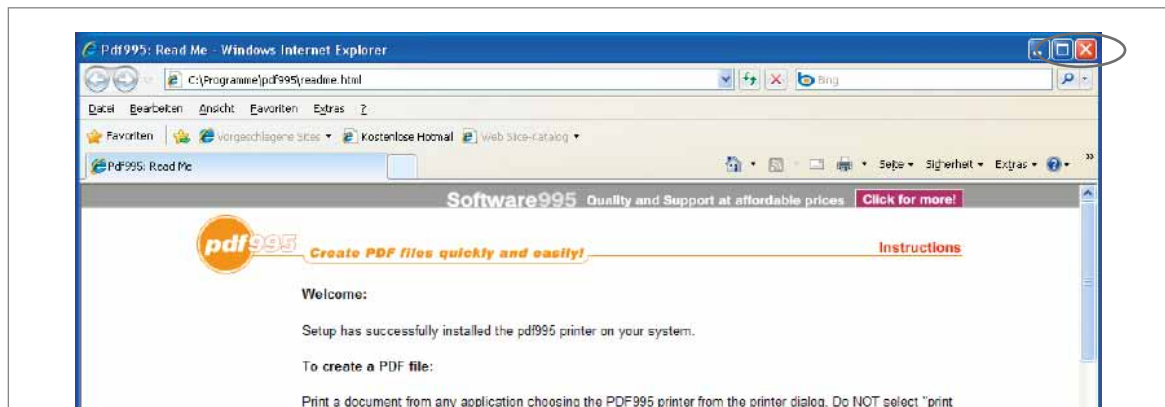 Pdf995: Read Me - Windows Internet Explorer
C:\Programme\pdf995\readme.html
Bing
Datei Bearbeiten Ansicht Favoriten Extras ?
Favoriten Vorgeschlagene Sites Kostenlose Hotmail Web Slice-Katalog
Pdf995: Read Me
Seite Sicherheit Extras
Software995 Quality and Support at affordable prices Click for more!
pdf995 Create PDF files quickly and easily! Instructions
Welcome:
Setup has successfully installed the pdf995 printer on your system.
To create a PDF file:
Print a document from any application choosing the PDF995 printer from the printer dialog. Do NOT select "print